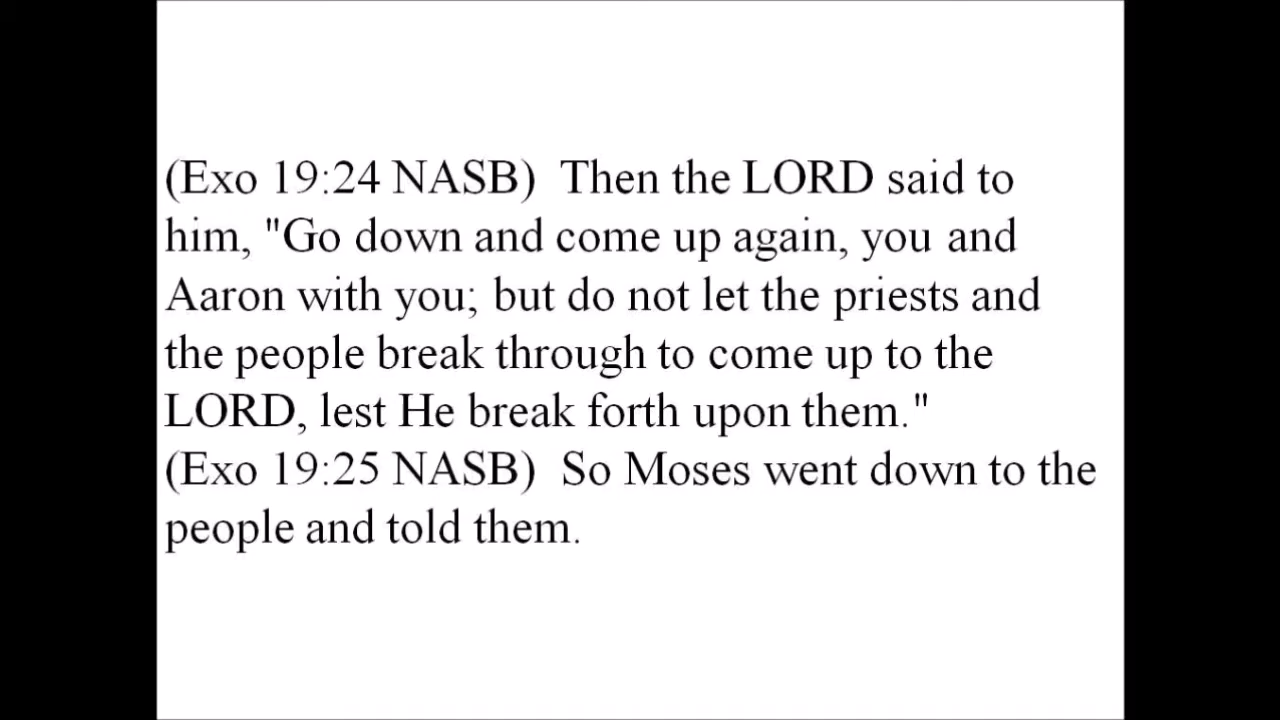 (Exo 19:24 NASB)  Then the LORD said to
him, "Go down and come up again, you and
Aaron with you; but do not let the priests and
the people break through to come up to the
LORD, lest He break forth upon them."
(Exo 19:25 NASB)  So Moses went down to the
people and told them.